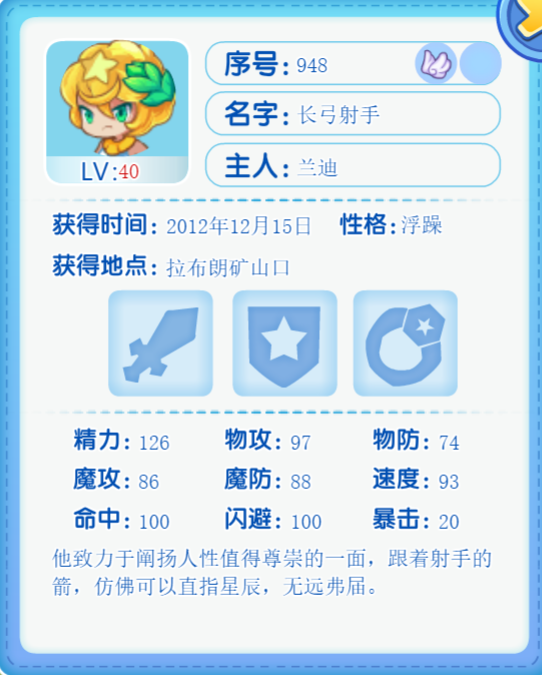 序号: 948
LV:40
名字: 长弓射手
主人: 兰迪
获得时间: 2012年12月15日 性格: 浮躁
获得地点: 拉布朗矿山口
精力: 126 物攻: 97 物防: 74
魔攻: 86 魔防: 88 速度: 93
命中: 100 闪避: 100 暴击: 20
他致力于阐扬人性值得尊崇的一面，跟着射手的
箭，仿佛可以直指星辰，无远弗届。